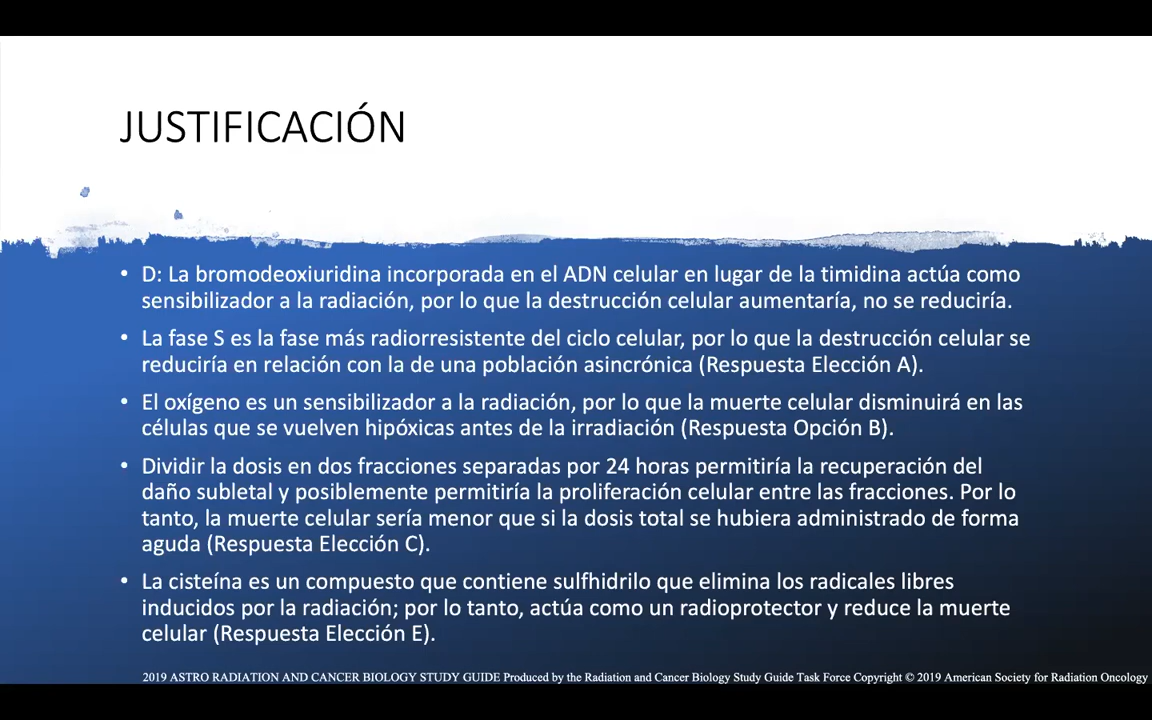 JUSTIFICACIÓN
• D: La bromodeoxiuridina incorporada en el ADN celular en lugar de la timidina actúa como
sensibilizador a la radiación, por lo que la destrucción celular aumentaría, no se reduciría.
• La fase S es la fase más radiorresistente del ciclo celular, por lo que la destrucción celular se
reduciría en relación con la de una población asincrónica (Respuesta Elección A).
• El oxígeno es un sensibilizador a la radiación, por lo que la muerte celular disminuirá en las
células que se vuelven hipóxicas antes de la irradiación (Respuesta Opción B).
• Dividir la dosis en dos fracciones separadas por 24 horas permitiría la recuperación del
daño subletal y posiblemente permitiría la proliferación celular entre las fracciones. Por lo
tanto, la muerte celular sería menor que si la dosis total se hubiera administrado de forma
aguda (Respuesta Elección C).
• La cisteína es un compuesto que contiene sulfhidrilo que elimina los radicales libres
inducidos por la radiación; por lo tanto, actúa como un radioprotector y reduce la muerte
celular (Respuesta Elección E).
2019 ASTRO RADIATION AND CANCER BIOLOGY STUDY GUIDE Produced by the Radiation and Cancer Biology Study Guide Task Force Copyright © 2019 American Society for Radiation Oncology